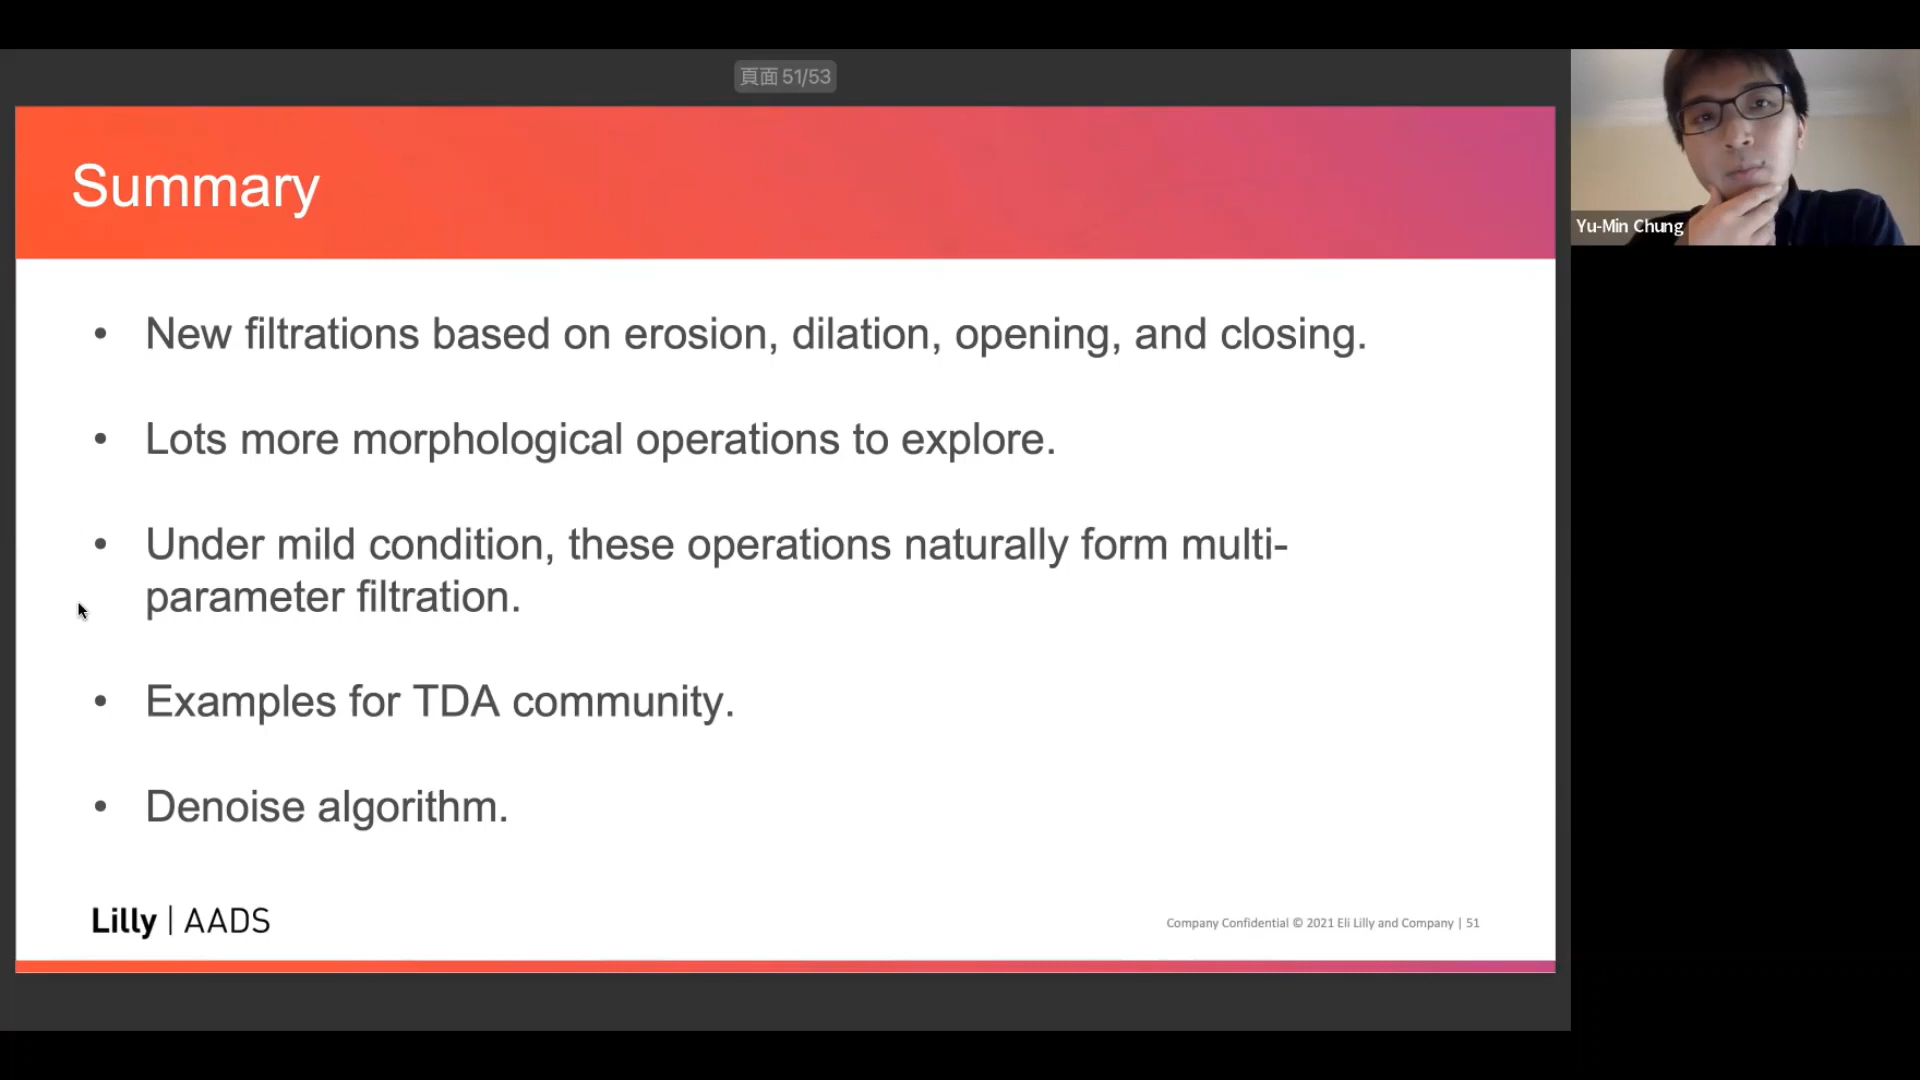 頁面 51/53
Summary
Yu-Min Chung
• New filtrations based on erosion, dilation, opening, and closing.
• Lots more morphological operations to explore.
• Under mild condition, these operations naturally form multi-
parameter filtration.
• Examples for TDA community.
• Denoise algorithm.
Lilly | AADS
Company Confidential © 2021 Eli Lilly and Company | 51